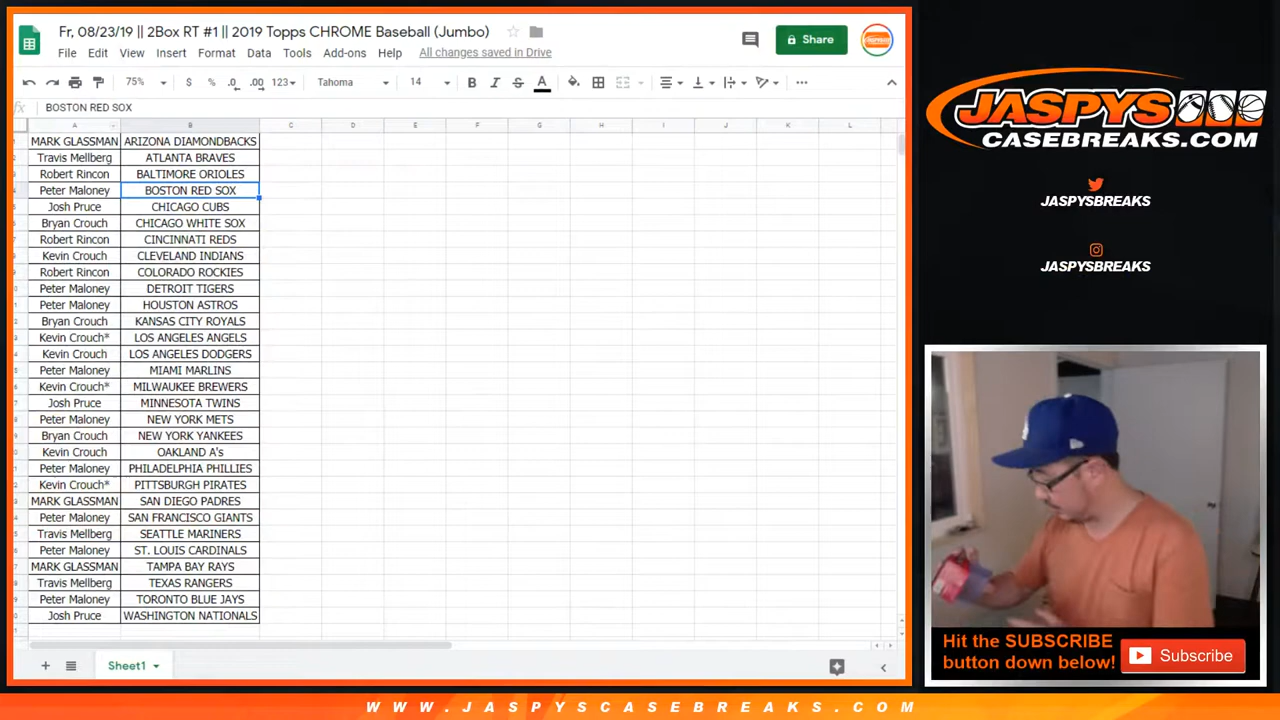 Fr, 08/23/19 || 2Box RT #1 || 2019 Topps CHROME Baseball (Jumbo)
File Edit View Insert Format Data Tools Add-ons Help All changes saved in Drive
Share
75% $ % .0 .00 123 Tahoma 14 B I S A
fx BOSTON RED SOX
A B C D E F G H I J K L
MARK GLASSMAN ARIZONA DIAMONDBACKS
Travis Mellberg ATLANTA BRAVES
Robert Rincon BALTIMORE ORIOLES
Peter Maloney BOSTON RED SOX
Josh Pruce CHICAGO CUBS
Bryan Crouch CHICAGO WHITE SOX
Robert Rincon CINCINNATI REDS
Kevin Crouch CLEVELAND INDIANS
Robert Rincon COLORADO ROCKIES
Peter Maloney DETROIT TIGERS
Peter Maloney HOUSTON ASTROS
Bryan Crouch KANSAS CITY ROYALS
Kevin Crouch* LOS ANGELES ANGELS
Kevin Crouch LOS ANGELES DODGERS
Peter Maloney MIAMI MARLINS
Kevin Crouch* MILWAUKEE BREWERS
Josh Pruce MINNESOTA TWINS
Peter Maloney NEW YORK METS
Bryan Crouch NEW YORK YANKEES
Kevin Crouch OAKLAND A's
Peter Maloney PHILADELPHIA PHILLIES
Kevin Crouch* PITTSBURGH PIRATES
MARK GLASSMAN SAN DIEGO PADRES
Peter Maloney SAN FRANCISCO GIANTS
Travis Mellberg SEATTLE MARINERS
Peter Maloney ST. LOUIS CARDINALS
MARK GLASSMAN TAMPA BAY RAYS
Travis Mellberg TEXAS RANGERS
Peter Maloney TORONTO BLUE JAYS
Josh Pruce WASHINGTON NATIONALS
Sheet1
JASPYS
CASEBREAKS.COM
JASPYSBREAKS
JASPYSBREAKS
Hit the SUBSCRIBE
button down below!
Subscribe
WWW.JASPYSCASEBREAKS.COM